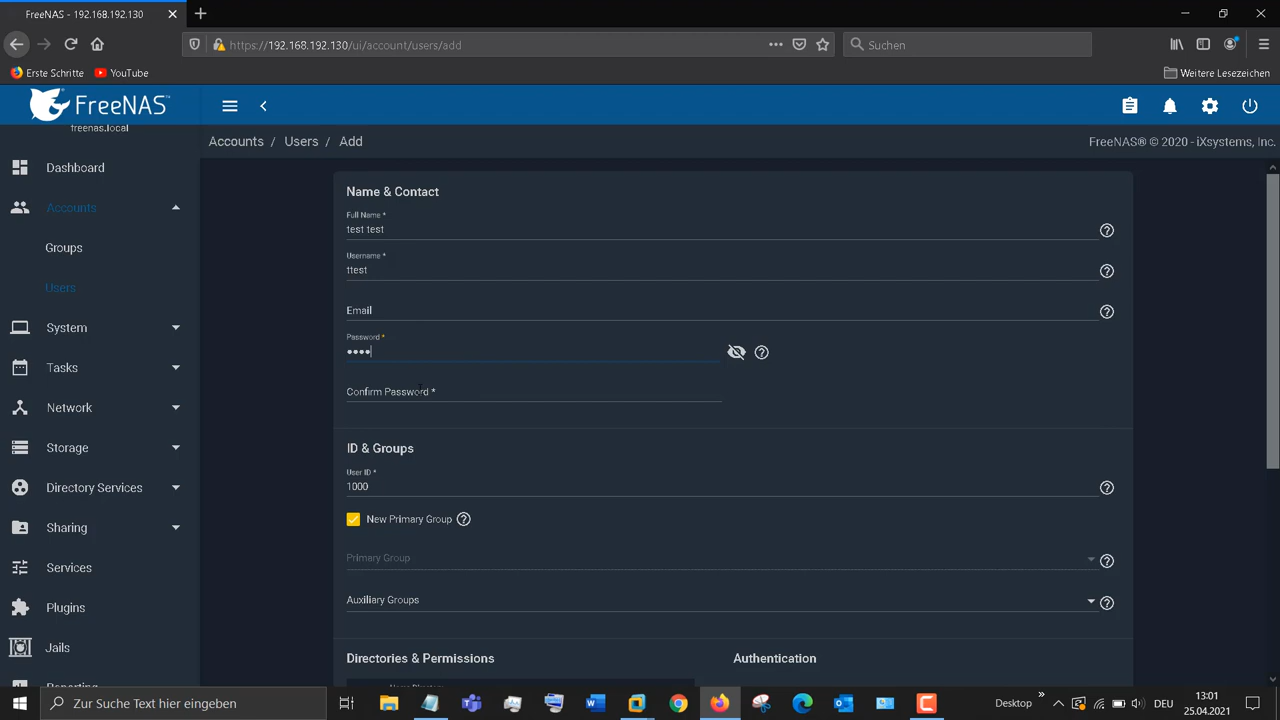 FreeNAS - 192.168.192.130
https://192.168.192.130/ui/account/users/add
Suchen
Erste Schritte
YouTube
Weitere Lesezeichen
FreeNAS®
freenas.local
Accounts / Users / Add
FreeNAS® © 2020 - iXsystems, Inc.
Dashboard
Accounts
Groups
Users
System
Tasks
Network
Storage
Directory Services
Sharing
Services
Plugins
Jails
Reporting
Name & Contact
Full Name *
test test
Username *
ttest
Email
Password *
••••
Confirm Password *
ID & Groups
User ID *
1000
New Primary Group
Primary Group
Auxiliary Groups
Directories & Permissions
Authentication
Home Directory
Zur Suche Text hier eingeben
Desktop
DEU
13:01
25.04.2021